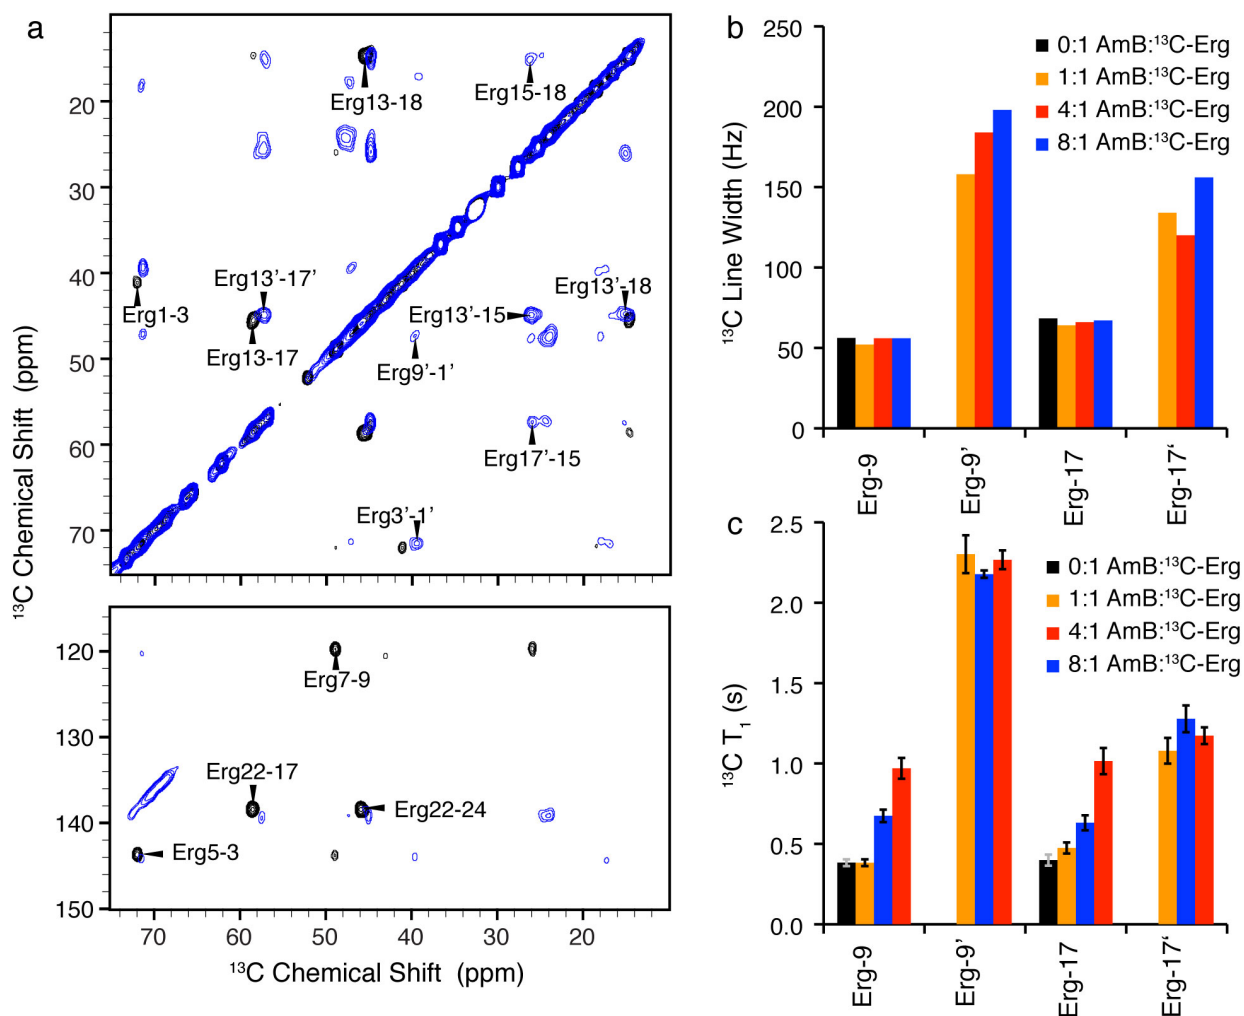 a
20
30
40
50
60
70
Erg13-18
Erg15-18
Erg1-3
Erg13'-17'
Erg13-17
Erg13'-15
Erg13'-18
Erg9'-1'
Erg17'-15
Erg3'-1'
¹³C Chemical Shift (ppm)
120
130
140
150
Erg7-9
Erg22-17
Erg22-24
Erg5-3
70 60 50 40 30 20
¹³C Chemical Shift (ppm)
b
250
200
150
100
50
0
¹³C Line Width (Hz)
0:1 AmB:¹³C-Erg
1:1 AmB:¹³C-Erg
4:1 AmB:¹³C-Erg
8:1 AmB:¹³C-Erg
Erg-9
Erg-9'
Erg-17
Erg-17‘
c
2.5
2.0
1.5
1.0
0.5
0.0
¹³C T₁ (s)
0:1 AmB:¹³C-Erg
1:1 AmB:¹³C-Erg
4:1 AmB:¹³C-Erg
8:1 AmB:¹³C-Erg
Erg-9
Erg-9'
Erg-17
Erg-17‘